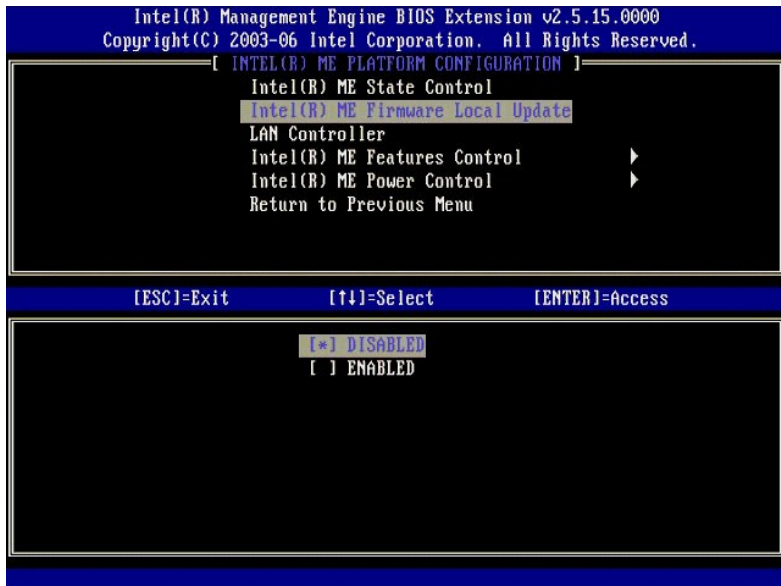 Intel(R) Management Engine BIOS Extension v2.5.15.0000
Copyright(C) 2003-06 Intel Corporation. All Rights Reserved.
[ INTEL(R) ME PLATFORM CONFIGURATION ]
Intel(R) ME State Control
Intel(R) ME Firmware Local Update
LAN Controller
Intel(R) ME Features Control ▶
Intel(R) ME Power Control ▶
Return to Previous Menu
[ESC]=Exit [↑↓]=Select [ENTER]=Access
[*] DISABLED
[ ] ENABLED